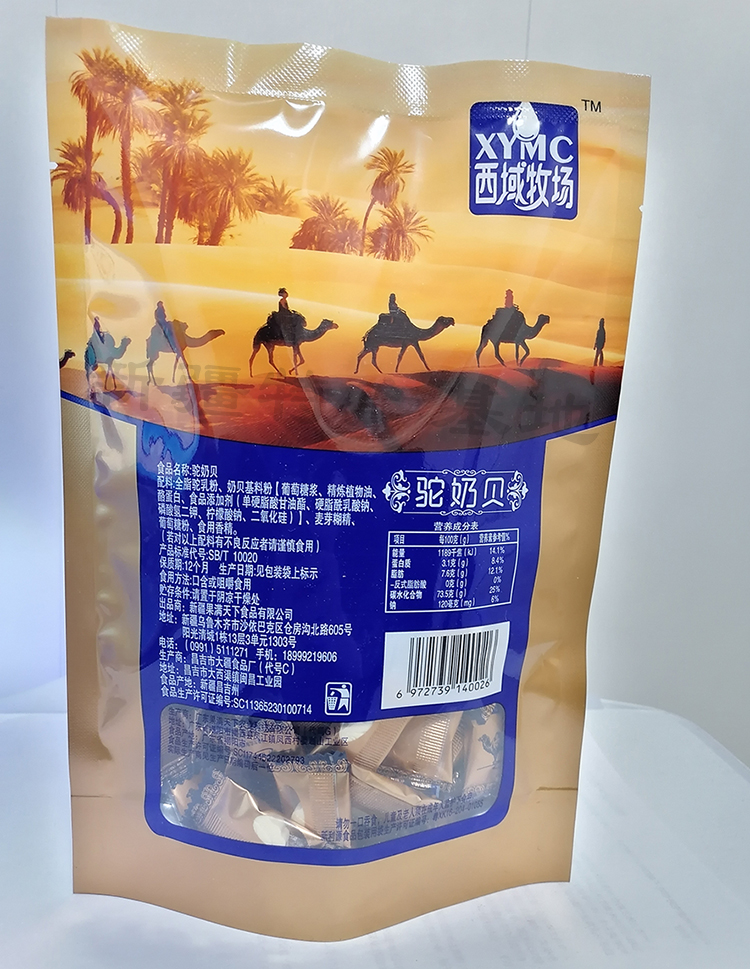 TM
XYMC
西域牧场
食品名称:驼奶贝
配料:全脂驼乳粉、奶贝基料粉【葡萄糖浆、精炼植物油、
酪蛋白、食品添加剂(单硬脂酸甘油酯、硬脂酰乳酸钠、
磷酸氢二钾、柠檬酸钠、二氧化硅)】、麦芽糊精、
葡萄糖粉、食用香精。
(若对以上配料有不良反应者请谨慎食用)
产品标准代号:SB/T 10020
保质期:12个月 生产日期:见包装袋上标示
食用方法:口含或咀嚼食用
贮存条件:请置于阴凉干燥处
出品商:新疆果满天下食品有限公司
地址:新疆乌鲁木齐市沙依巴克区仓房沟北路605号
阳光清城1栋13层3单元1303号
电话:(0991)5111271 手机:18999219606
生产商:昌吉市大疆食品厂(代号C)
地址:昌吉市大西渠镇闽昌工业园
食品产地:新疆昌吉州
食品生产许可证编号:SC11365230100714
驼奶贝
营养成分表
项目 每100克(g) 营养素参考值%
能量 1189千焦(kJ) 14.1%
蛋白质 3.1克(g) 8.4%
脂肪 7.6克(g) 12.1%
-反式脂肪酸 0克(g) 0%
碳水化合物 73.5克(g) 25%
钠 120毫克(mg) 6%
6 972739 140026
请勿一口吞食,儿童及老人须在成年人